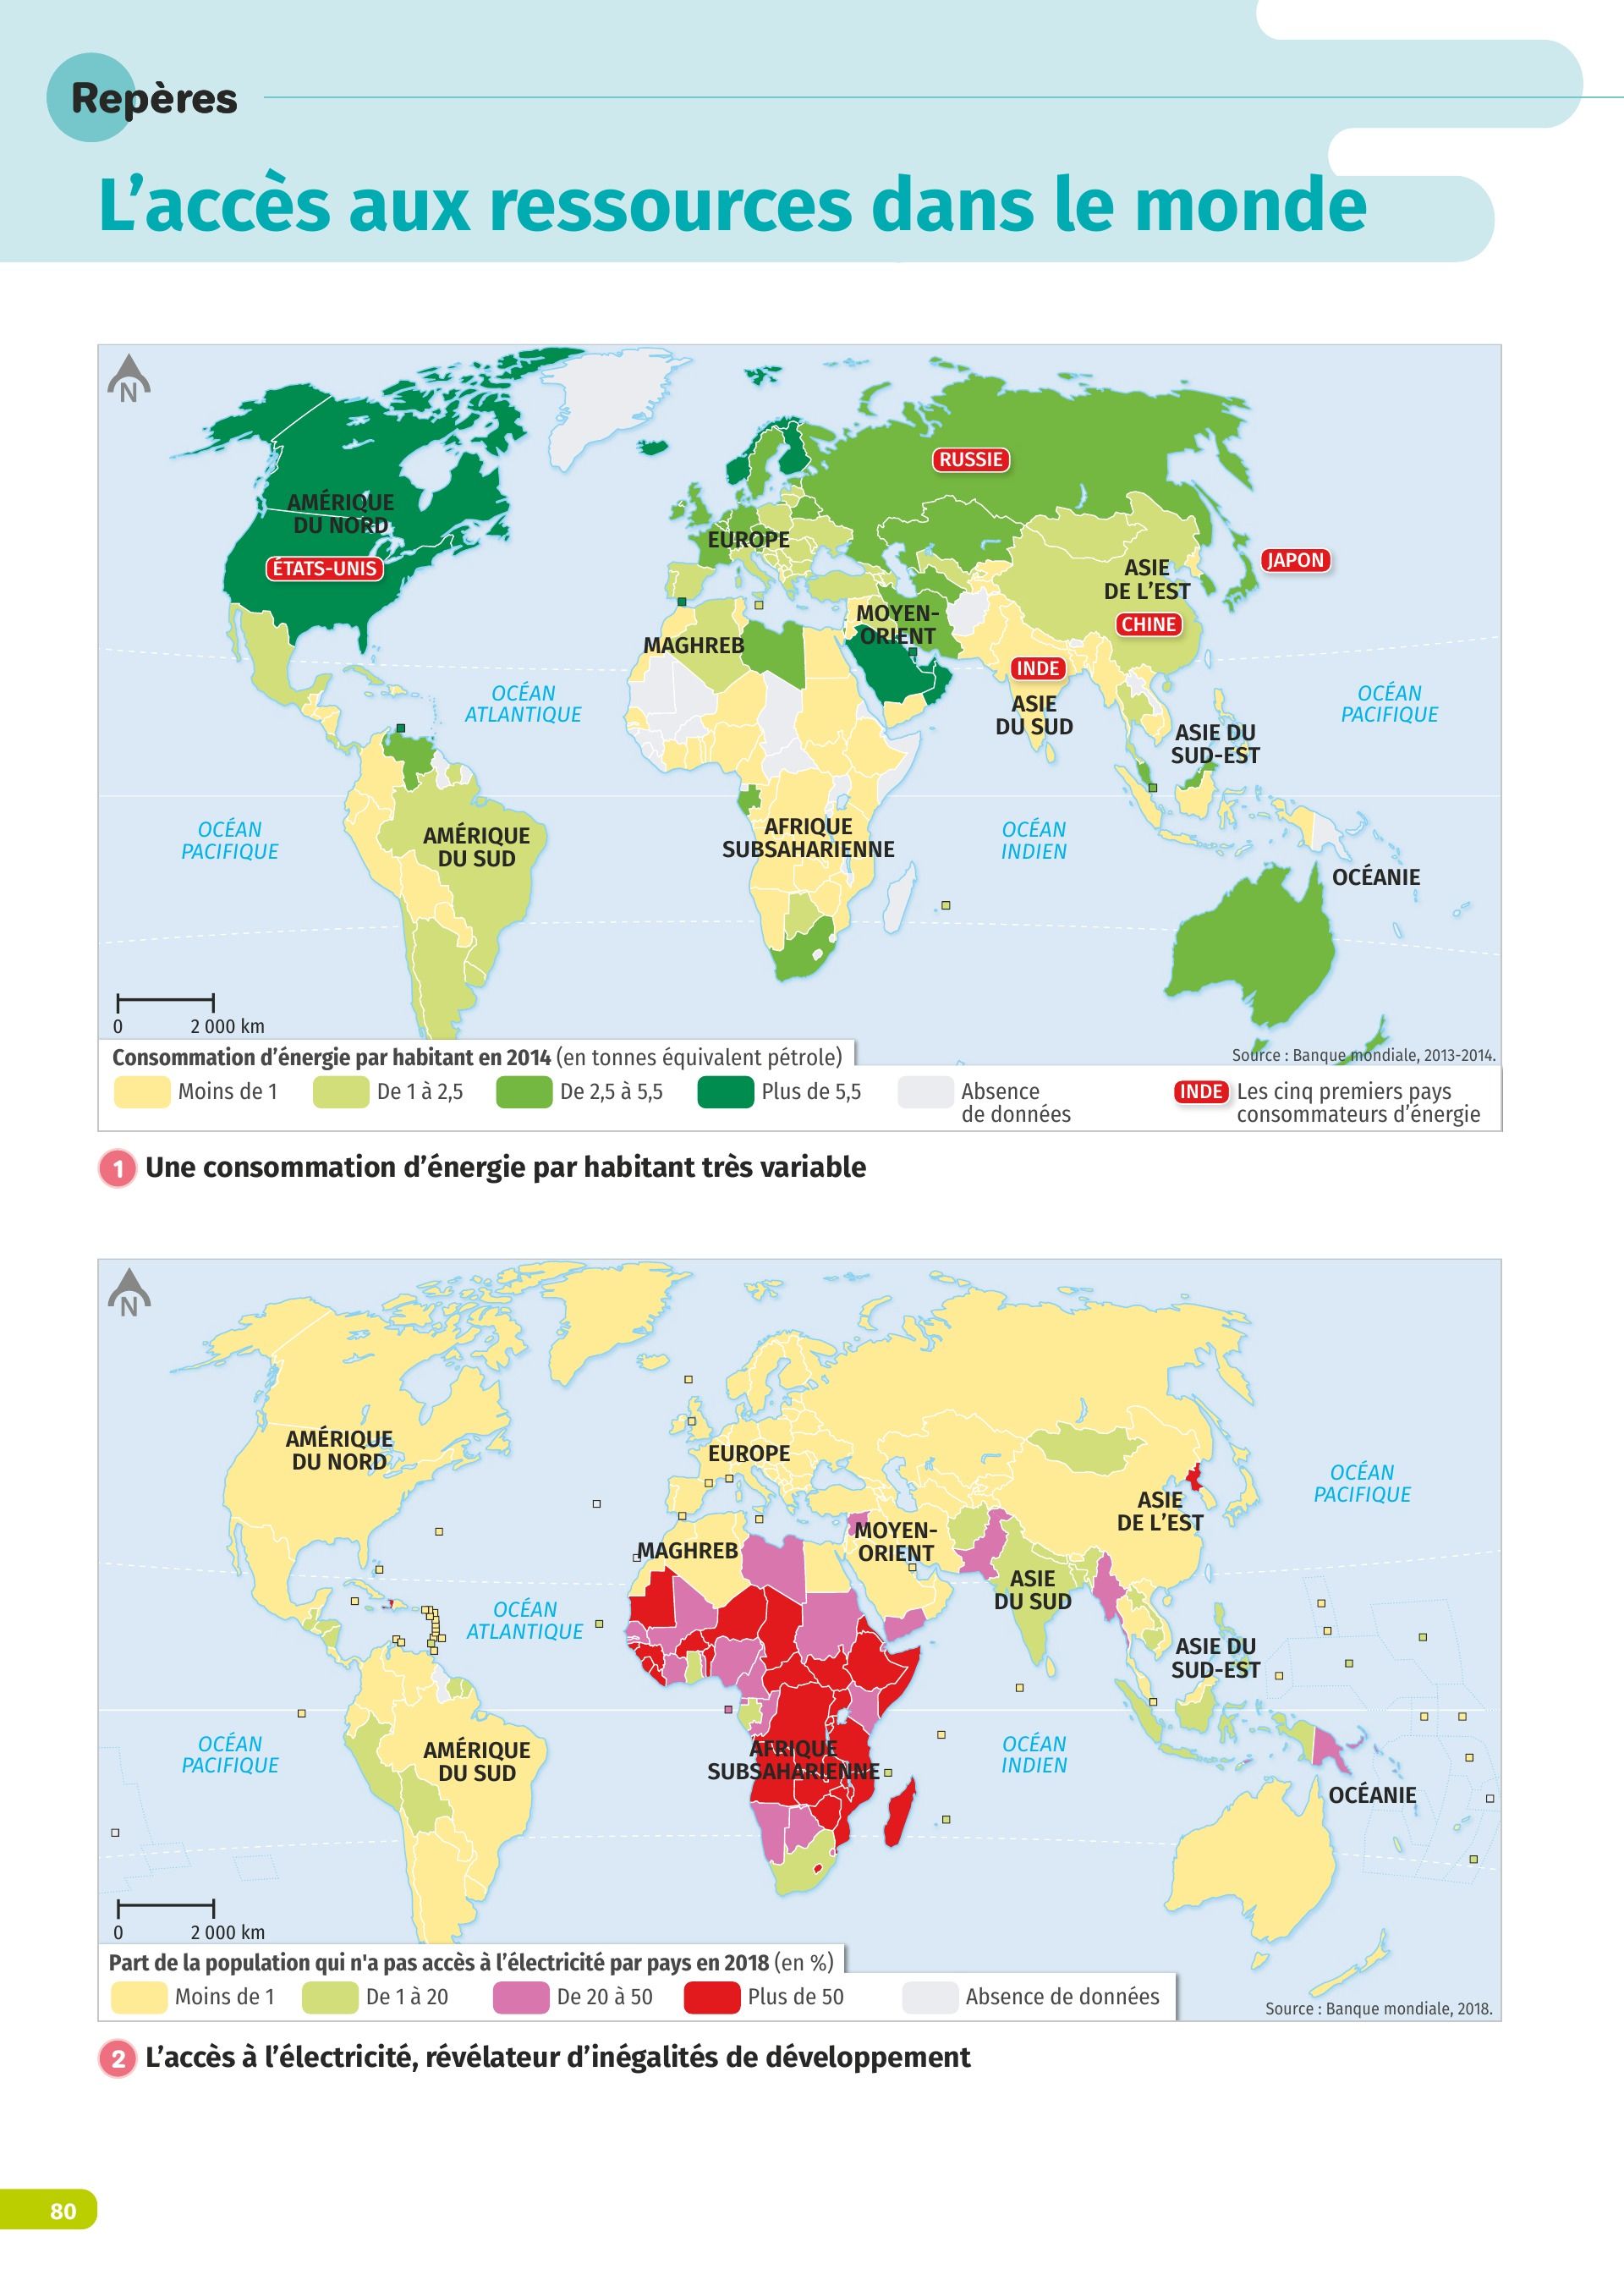 Repères
L'accès aux ressources dans le monde
N
RUSSIE
AMÉRIQUE
DU NORD
EUROPE
ÉTATS-UNIS
JAPON
ASIE
DE L'EST
MOYEN-
ORIENT
CHINE
MAGHREB
INDE
OCÉAN
ATLANTIQUE
ASIE
DU SUD
OCÉAN
PACIFIQUE
ASIE DU
SUD-EST
OCÉAN
PACIFIQUE
AMÉRIQUE
DU SUD
AFRIQUE
SUBSAHARIENNE
OCÉAN
INDIEN
OCÉANIE
0 2 000 km
Consommation d'énergie par habitant en 2014 (en tonnes équivalent pétrole)
Source : Banque mondiale, 2013-2014.
Moins de 1 De 1 à 2,5 De 2,5 à 5,5 Plus de 5,5 Absence
de données
INDE Les cinq premiers pays
consommateurs d'énergie
1 Une consommation d'énergie par habitant très variable
N
AMÉRIQUE
DU NORD
EUROPE
OCÉAN
PACIFIQUE
ASIE
DE L'EST
MOYEN-
ORIENT
MAGHREB
ASIE
DU SUD
OCÉAN
ATLANTIQUE
ASIE DU
SUD-EST
OCÉAN
PACIFIQUE
AMÉRIQUE
DU SUD
AFRIQUE
SUBSAHARIENNE
OCÉAN
INDIEN
OCÉANIE
0 2 000 km
Part de la population qui n'a pas accès à l'électricité par pays en 2018 (en %)
Moins de 1 De 1 à 20 De 20 à 50 Plus de 50 Absence de données
Source : Banque mondiale, 2018.
2 L'accès à l'électricité, révélateur d'inégalités de développement
80